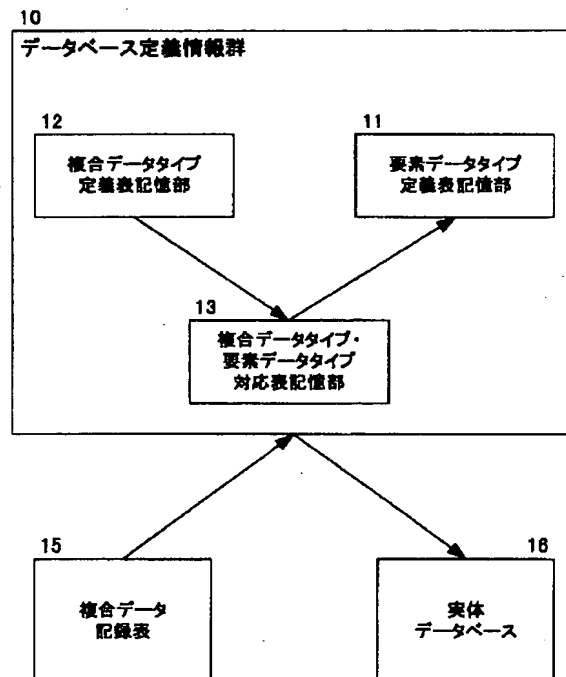 10
データベース定義情報群
12
複合データタイプ
定義表記憶部
11
要素データタイプ
定義表記憶部
13
複合データタイプ・
要素データタイプ
対応表記憶部
15
複合データ
記録表
16
実体
データベース